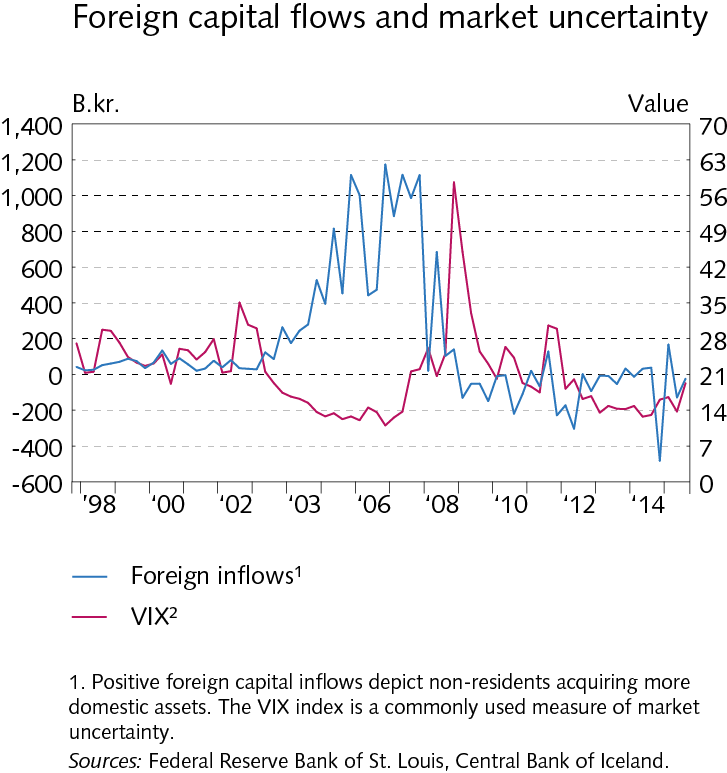 Foreign capital flows and market uncertainty
B.kr. Value
1,400 70
1,200 63
1,000 56
800 49
600 42
400 35
200 28
0 21
-200 14
-400 7
-600 0
‘98 ‘00 ‘02 ‘03 ‘06 ‘08 ‘10 ‘12 ‘14
Foreign inflows¹
VIX²
1. Positive foreign capital inflows depict non-residents acquiring more
domestic assets. The VIX index is a commonly used measure of market
uncertainty.
Sources: Federal Reserve Bank of St. Louis, Central Bank of Iceland.